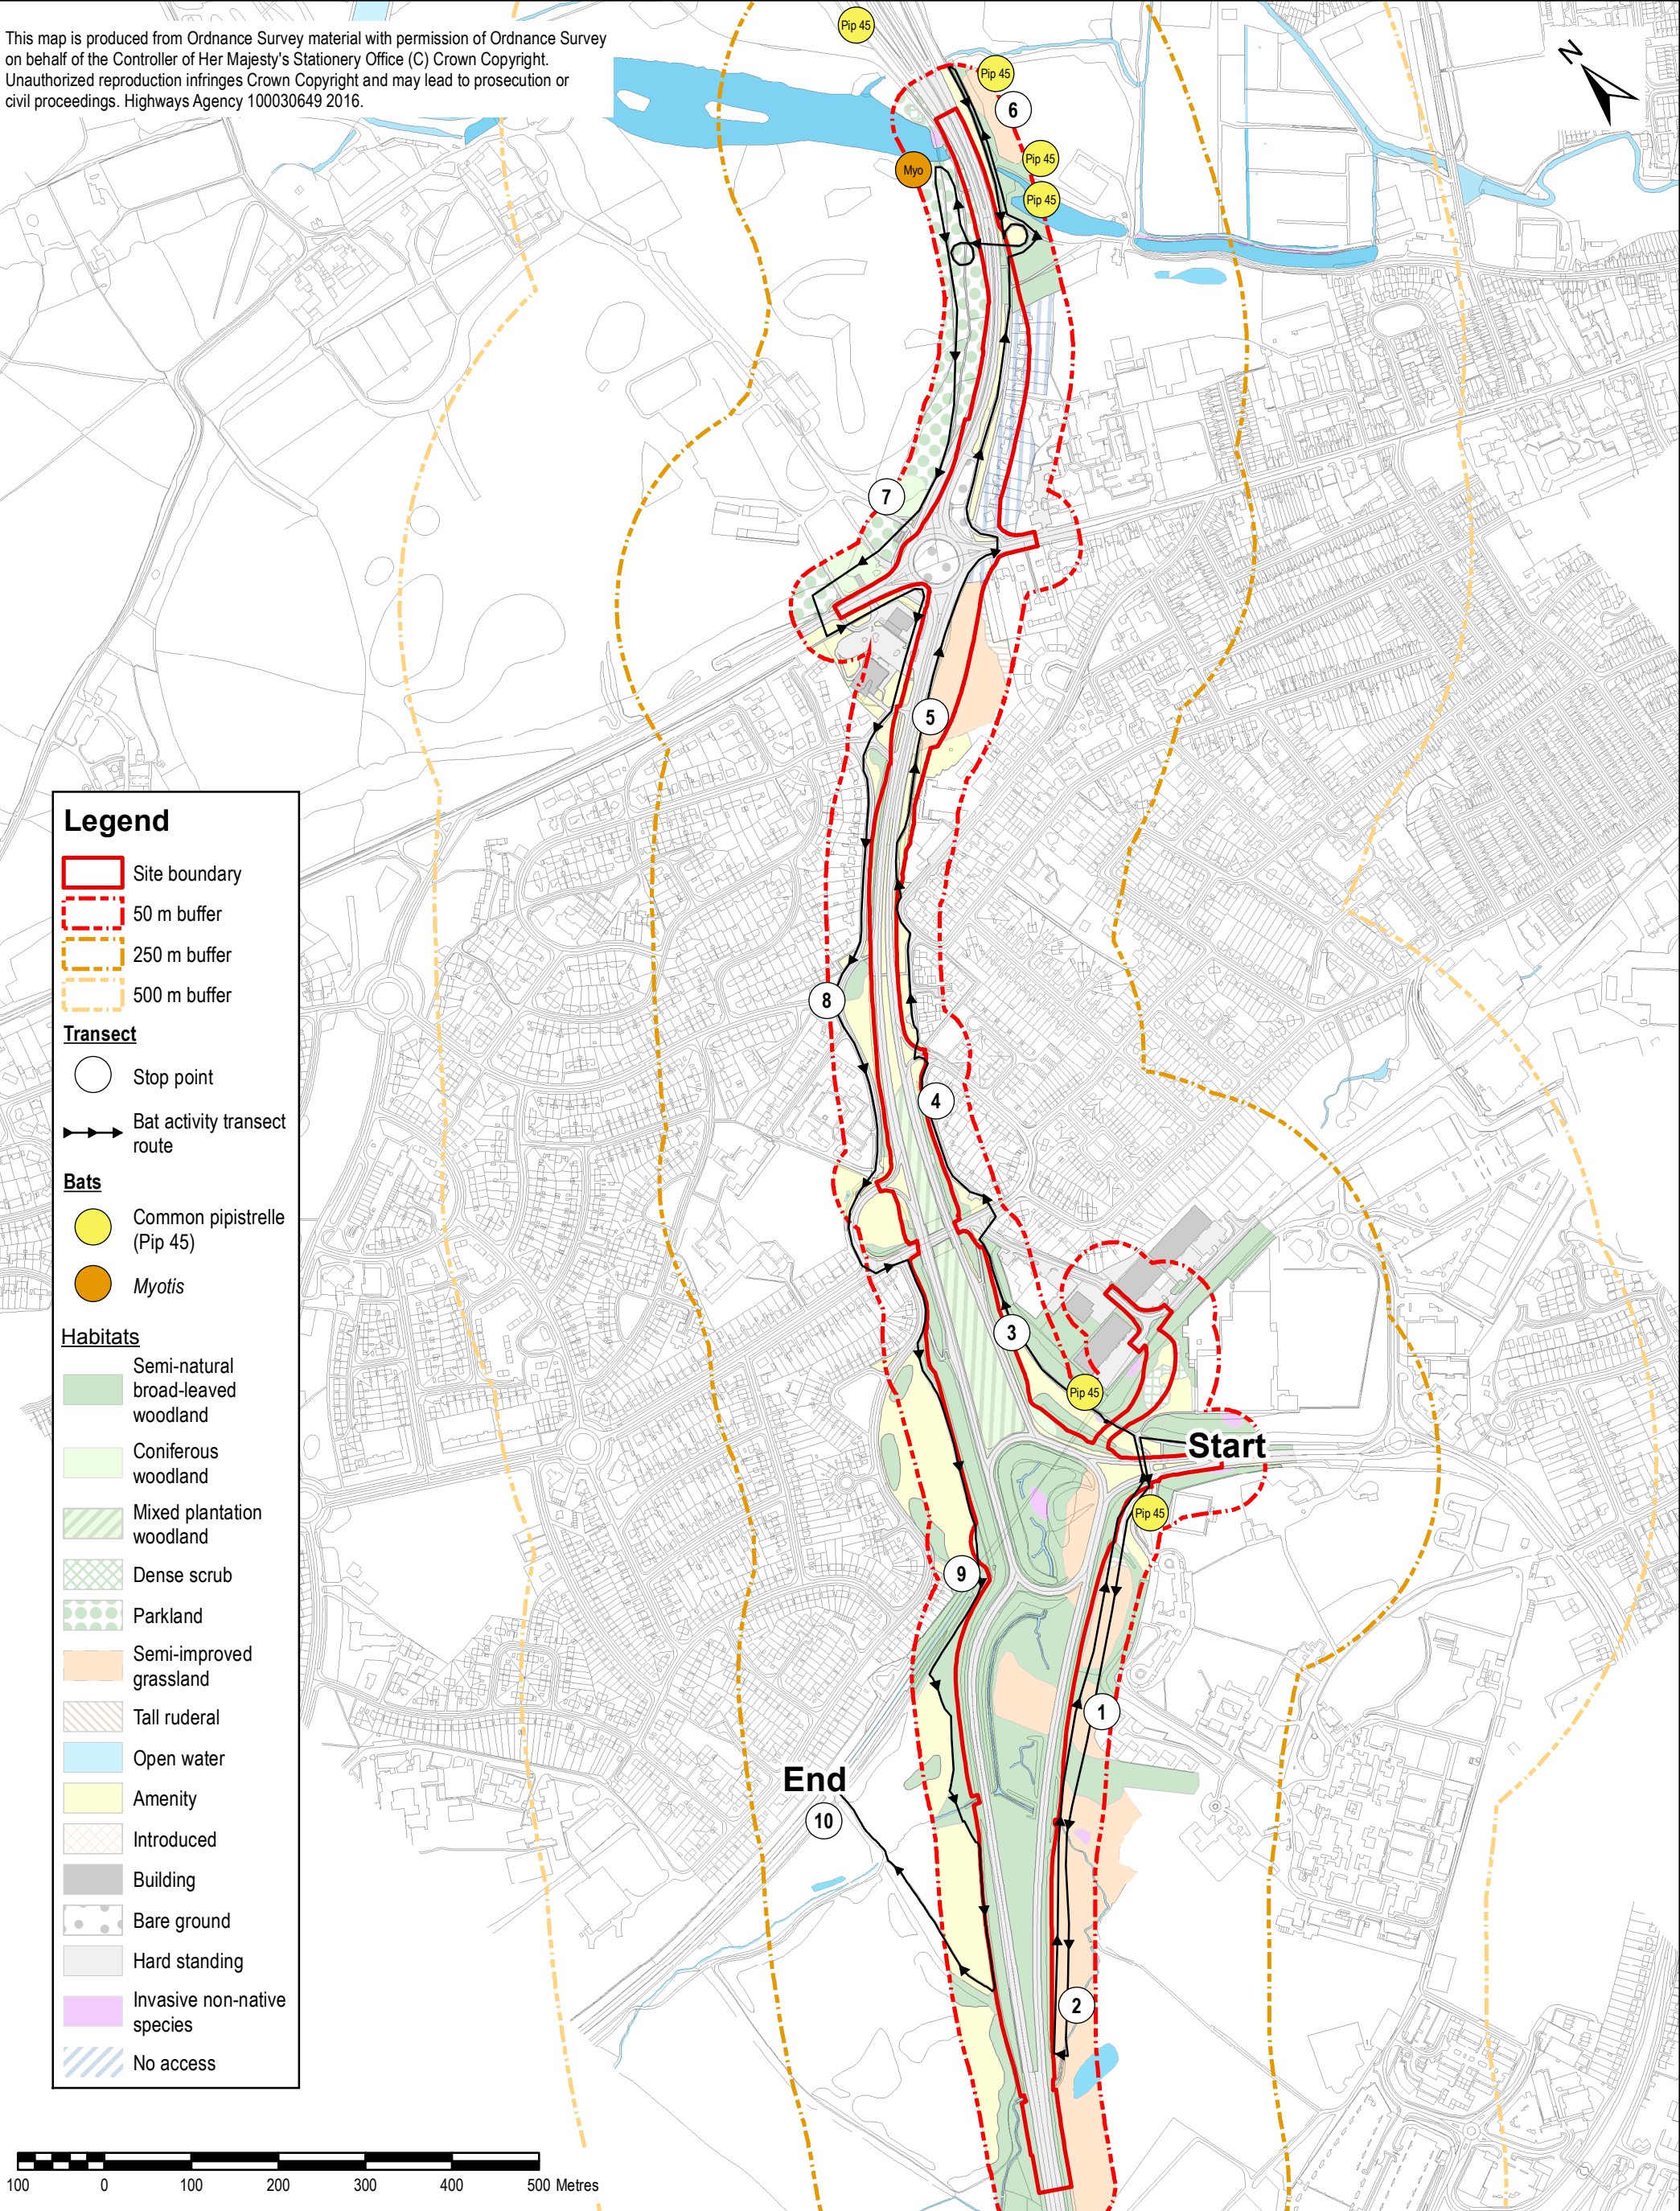 This map is produced from Ordnance Survey material with permission of Ordnance Survey
on behalf of the Controller of Her Majesty's Stationery Office (C) Crown Copyright.
Unauthorized reproduction infringes Crown Copyright and may lead to prosecution or
civil proceedings. Highways Agency 100030649 2016.
N
Pip 45
Pip 45
6
Pip 45
Myo
Pip 45
7
5
8
4
3
Pip 45
Start
Pip 45
9
1
End
10
2
Legend
Site boundary
50 m buffer
250 m buffer
500 m buffer
Transect
Stop point
Bat activity transect
route
Bats
Common pipistrelle
(Pip 45)
Myotis
Habitats
Semi-natural
broad-leaved
woodland
Coniferous
woodland
Mixed plantation
woodland
Dense scrub
Parkland
Semi-improved
grassland
Tall ruderal
Open water
Amenity
Introduced
Building
Bare ground
Hard standing
Invasive non-native
species
No access
100 0 100 200 300 400 500 Metres